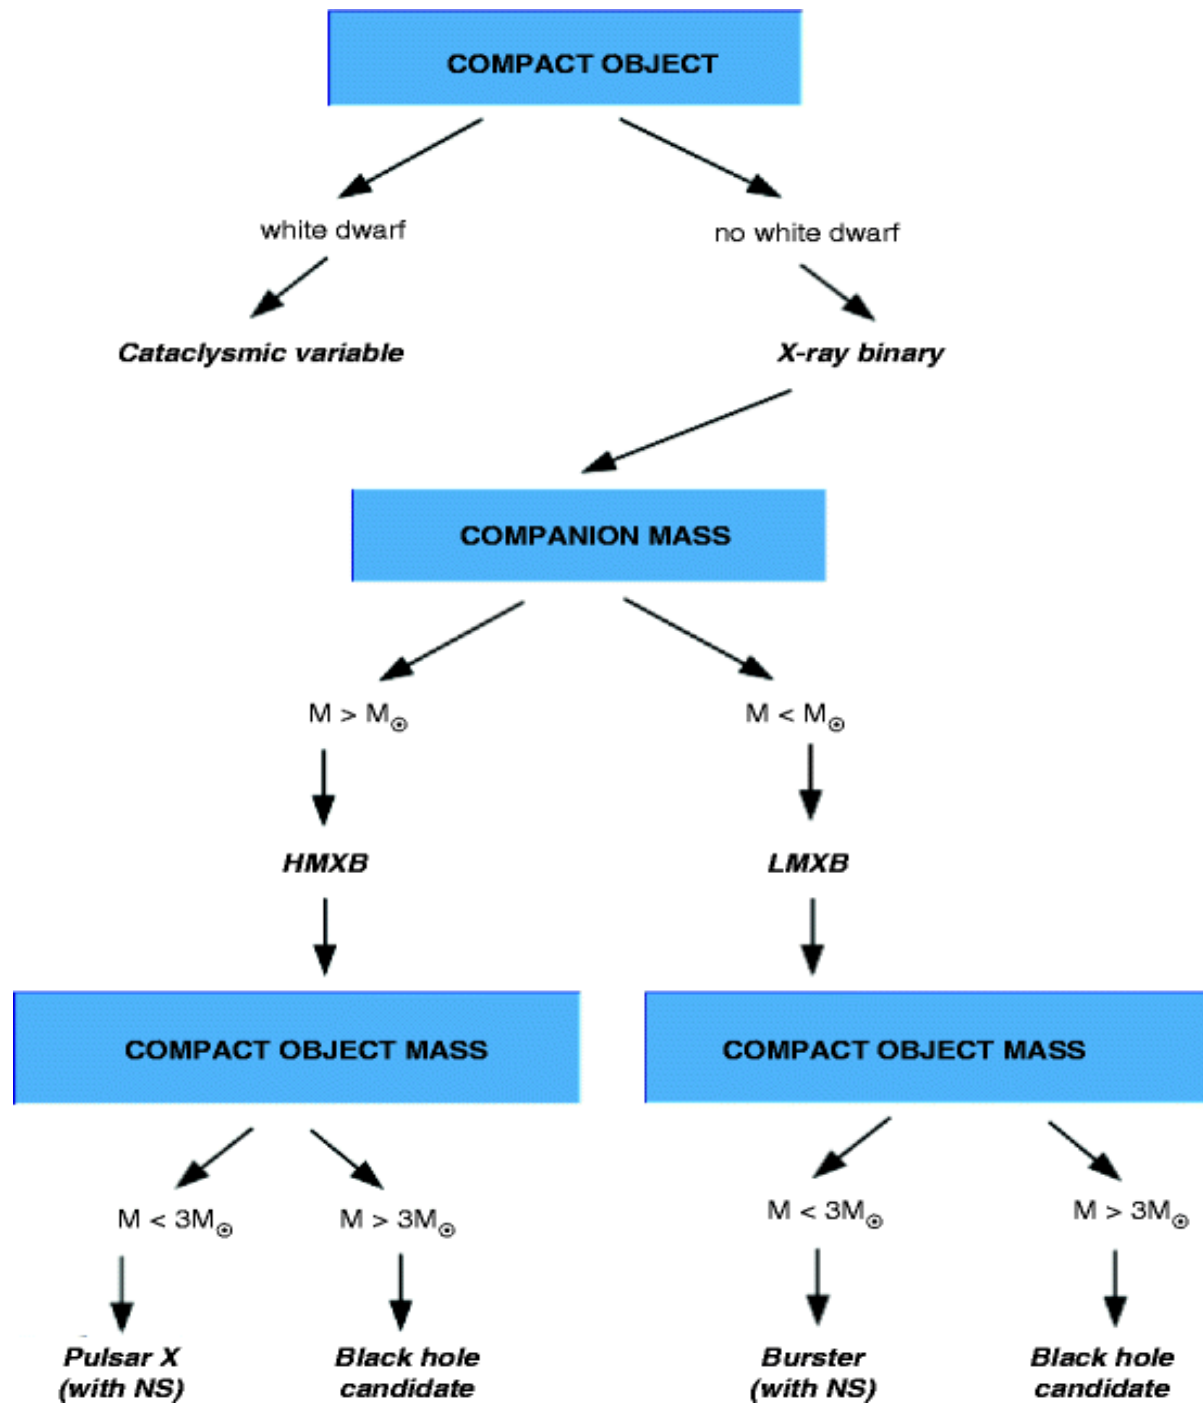 COMPACT OBJECT
white dwarf
no white dwarf
Cataclysmic variable
X-ray binary
COMPANION MASS
M > M☉
M < M☉
HMXB
LMXB
COMPACT OBJECT MASS
COMPACT OBJECT MASS
M < 3M☉
M > 3M☉
M < 3M☉
M > 3M☉
Pulsar X
(with NS)
Black hole
candidate
Burster
(with NS)
Black hole
candidate